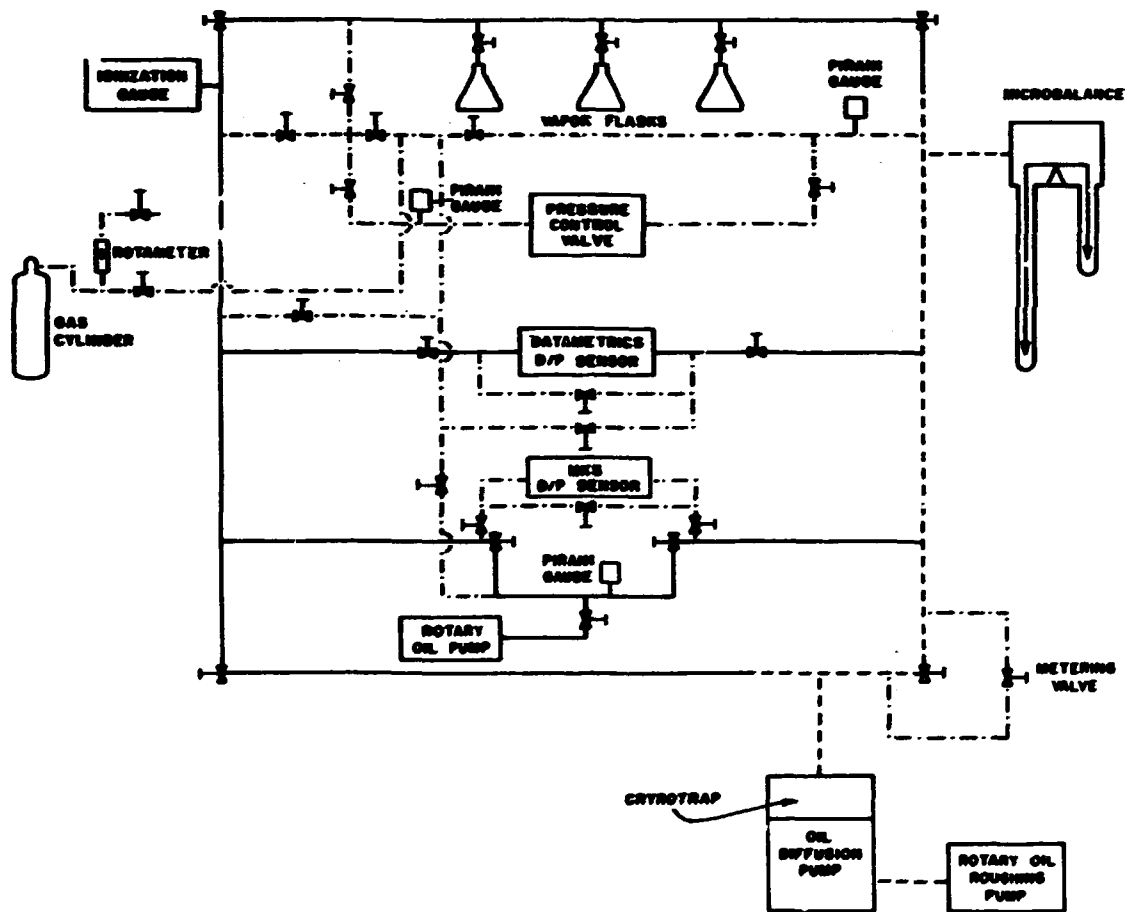 IONIZATION
GAUGE
PIRANI
GAUGE
MICROBALANCE
VAPOR FLASKS
PIRANI
GAUGE
PRESSURE
CONTROL
VALVE
ROTAMETER
GAS
CYLINDER
DATAMETRICS
D/P SENSOR
MKS
D/P SENSOR
PIRANI
GAUGE
ROTARY
OIL PUMP
METERING
VALVE
CRYROTRAP
OIL
DIFFUSION
PUMP
ROTARY OIL
ROUGHING
PUMP